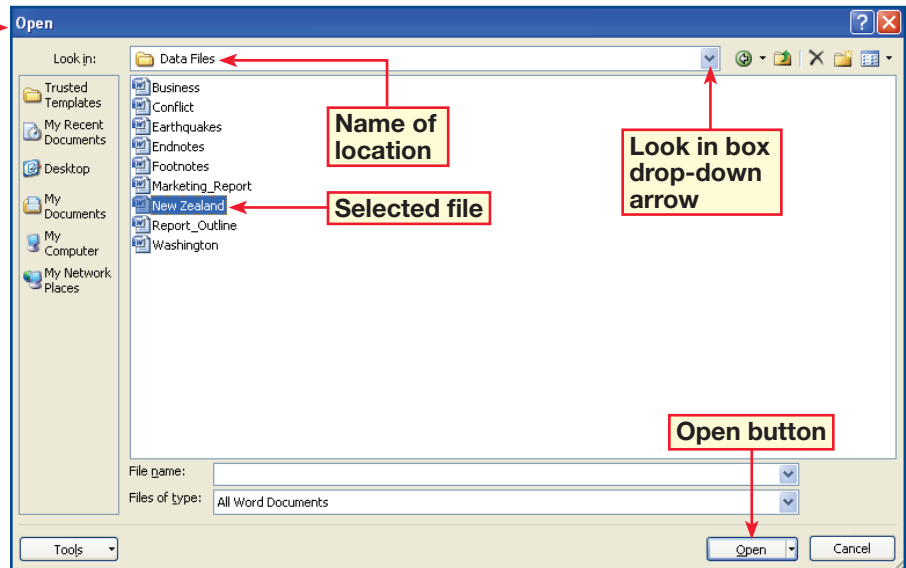 Open
Look in:
Data Files
Trusted
Templates
My Recent
Documents
Desktop
My
Documents
My
Computer
My Network
Places
Business
Conflict
Earthquakes
Endnotes
Footnotes
Marketing_Report
New Zealand
Report_Outline
Washington
Name of
location
Look in box
drop-down
arrow
Selected file
Open button
File name:
Files of type:
All Word Documents
Tools
Open
Cancel